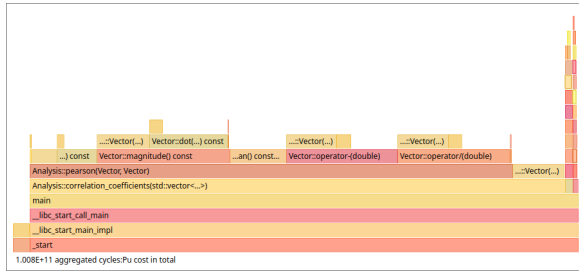 ...::Vector(...) Vector::dot(...) const ...::Vector(...) ...::Vector(...)
...) const Vector::magnitude() const ...an() const... Vector::operator-(double) Vector::operator/(double)
Analysis::pearson(Vector, Vector) ...::Vector(...)
Analysis::correlation_coefficients(std::vector<...>)
main
__libc_start_call_main
__libc_start_main_impl
_start
1.008E+11 aggregated cycles:Pu cost in total